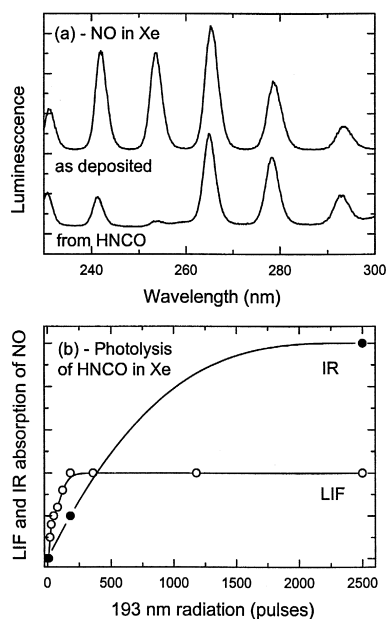 (a) - NO in Xe
Luminesccence
as deposited
from HNCO
240 260 280 300
Wavelength (nm)
(b) - Photolysis
of HNCO in Xe
LIF and IR absorption of NO
IR
LIF
0 500 1000 1500 2000 2500
193 nm radiation (pulses)